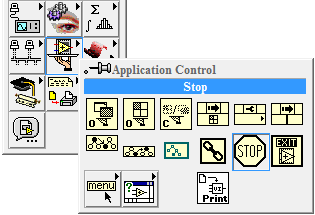 Σ
Application Control
Stop
O O C
STOP EXIT
menu ? Print